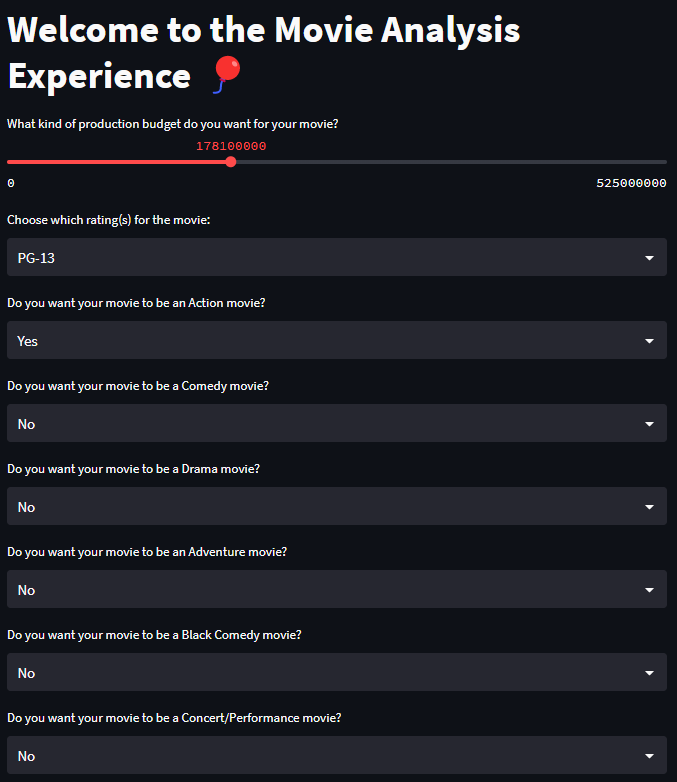 Welcome to the Movie Analysis
Experience 🎈
What kind of production budget do you want for your movie?
178100000
0 525000000
Choose which rating(s) for the movie:
PG-13
Do you want your movie to be an Action movie?
Yes
Do you want your movie to be a Comedy movie?
No
Do you want your movie to be a Drama movie?
No
Do you want your movie to be an Adventure movie?
No
Do you want your movie to be a Black Comedy movie?
No
Do you want your movie to be a Concert/Performance movie?
No